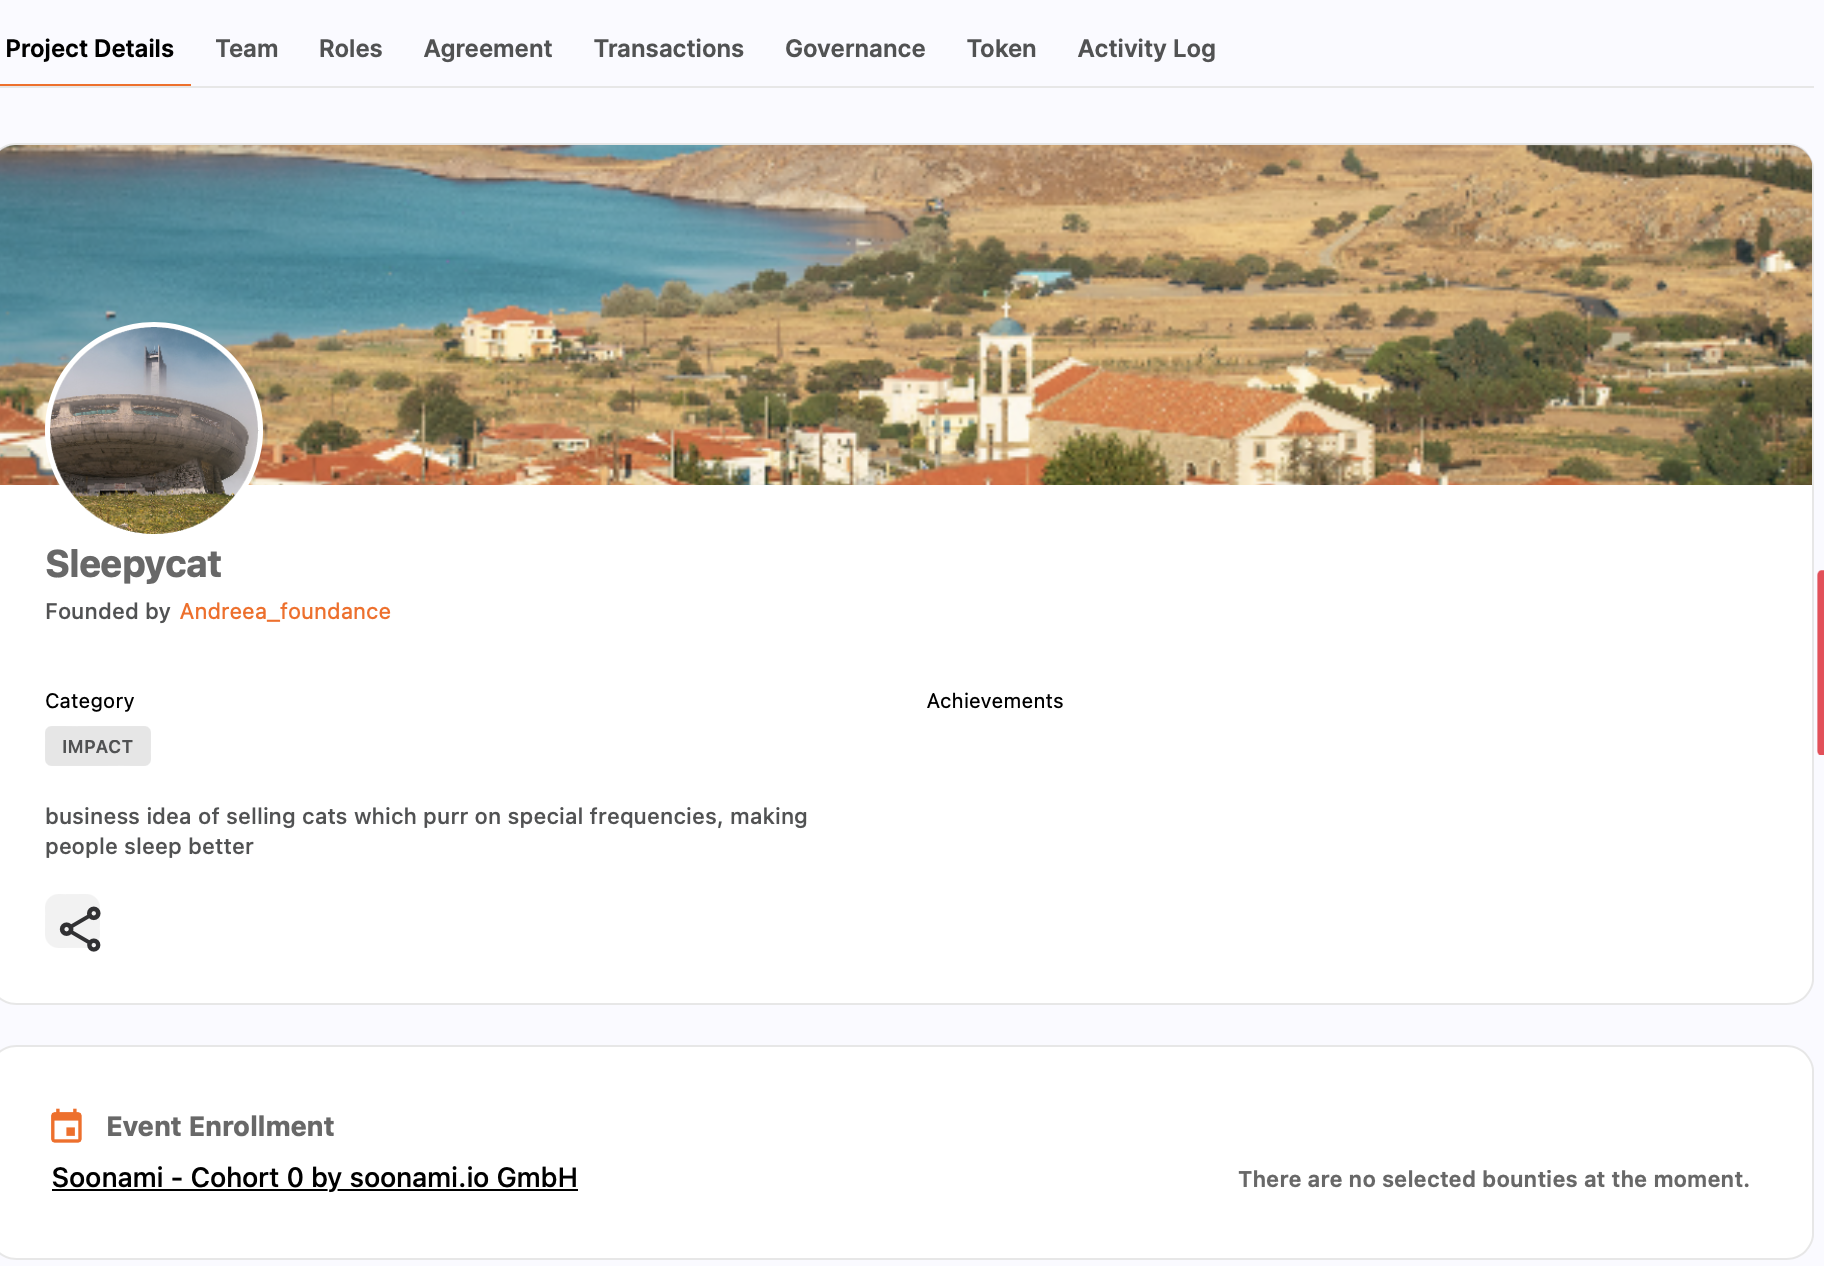 Project Details Team Roles Agreement Transactions Governance Token Activity Log
Sleepycat
Founded by Andreea_foundance
Category
IMPACT
business idea of selling cats which purr on special frequencies, making
people sleep better
Achievements
Event Enrollment
Soonami - Cohort 0 by soonami.io GmbH
There are no selected bounties at the moment.